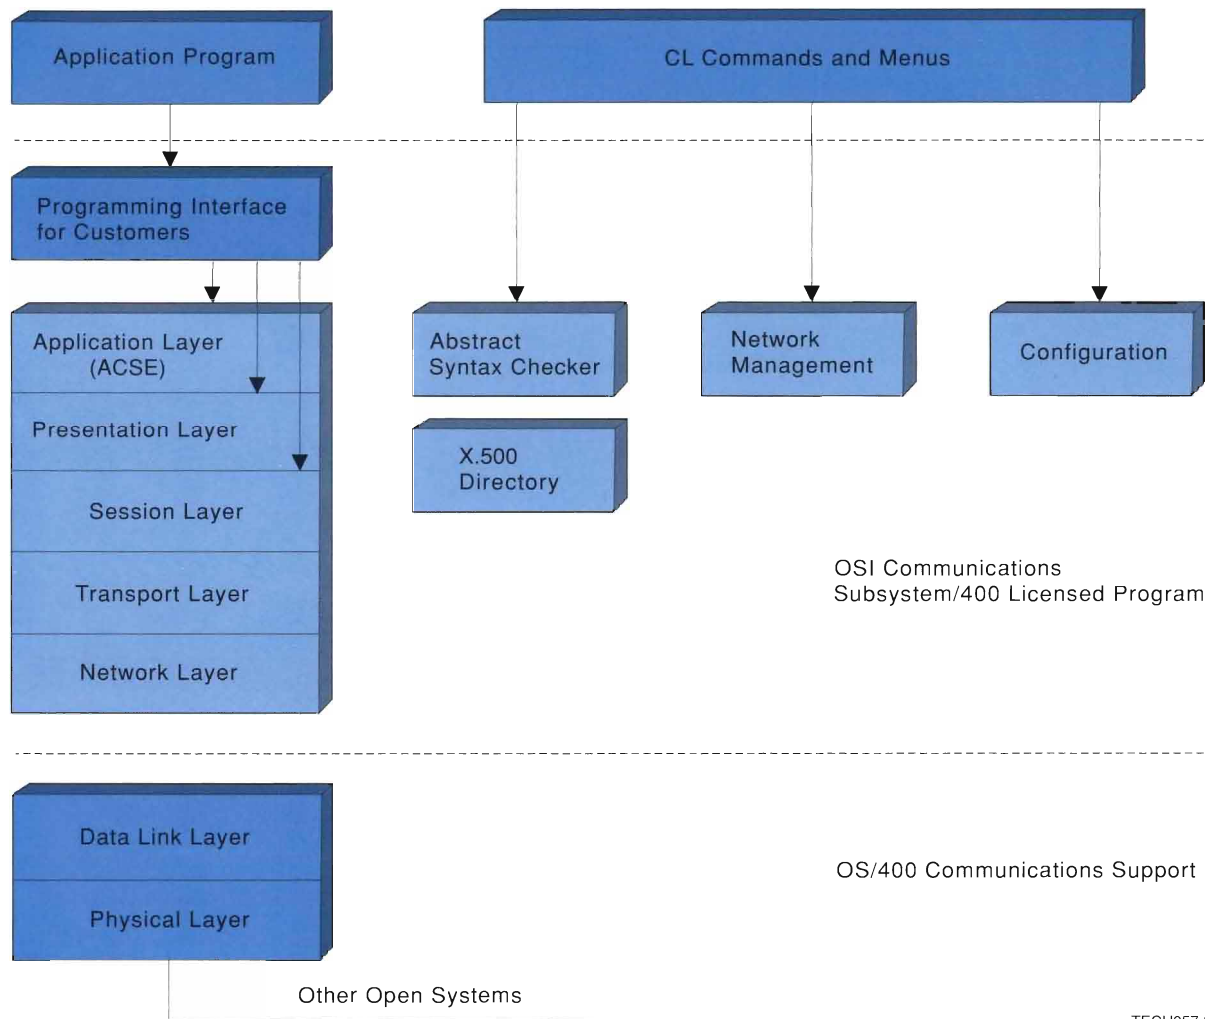 Application Program
CL Commands and Menus
Programming Interface
for Customers
Application Layer
(ACSE)
Presentation Layer
Session Layer
Transport Layer
Network Layer
Abstract
Syntax Checker
X.500
Directory
Network
Management
Configuration
OSI Communications
Subsystem/400 Licensed Program
Data Link Layer
Physical Layer
OS/400 Communications Support
Other Open Systems